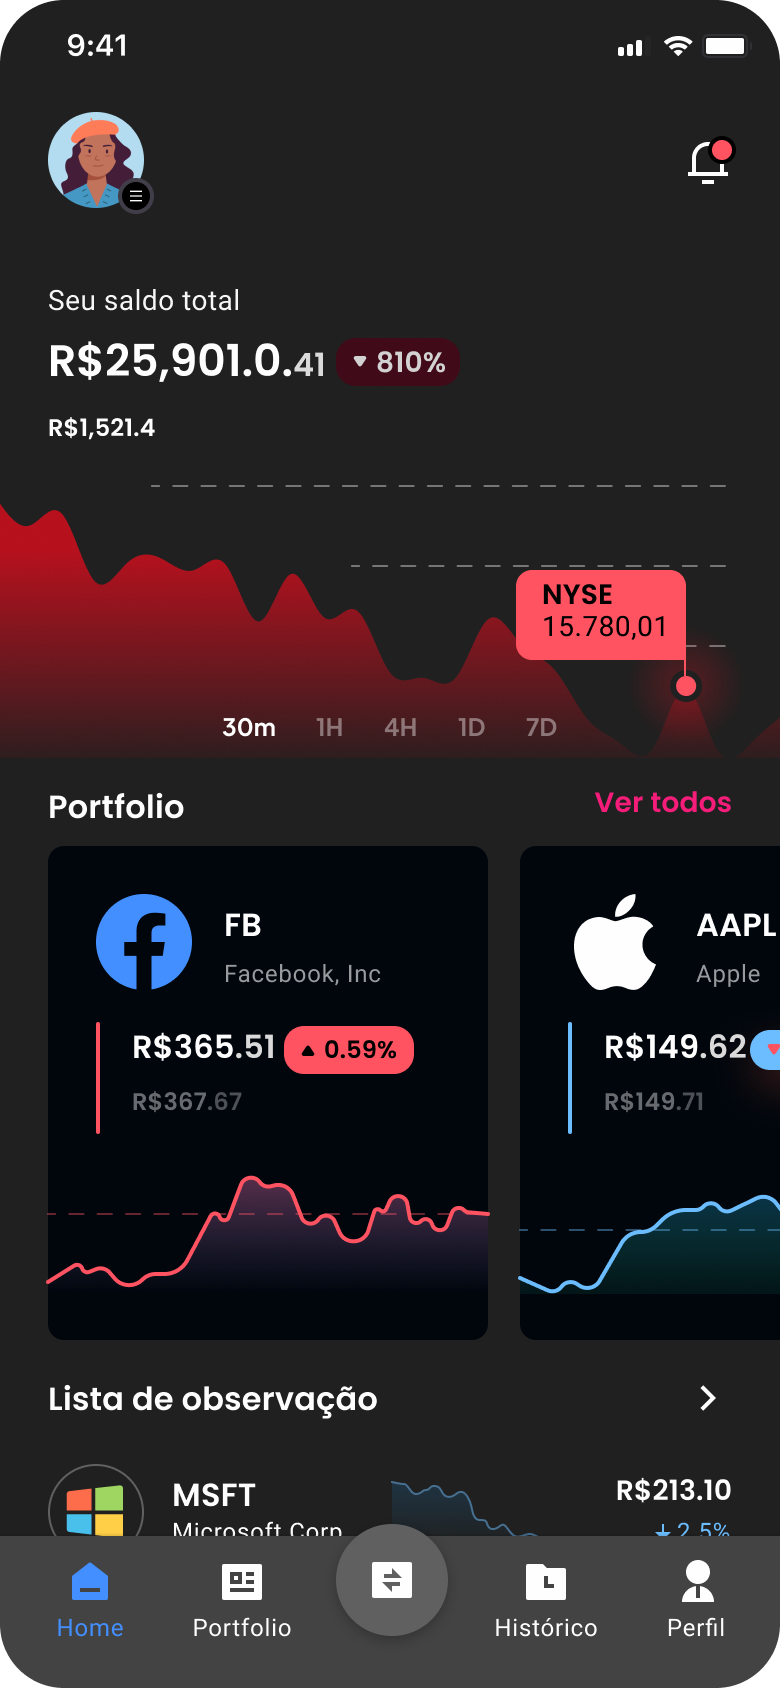 9:41
Seu saldo total
R$25,901.0.41 810%
R$1,521.4
NYSE
15.780,01
30m 1H 4H 1D 7D
Portfolio Ver todos
FB
Facebook, Inc
R$365.51 0.59%
R$367.67
AAPL
Apple
R$149.62
R$149.71
Lista de observação
MSFT R$213.10
Microsoft Corp 2.5%
Home Portfolio Histórico Perfil